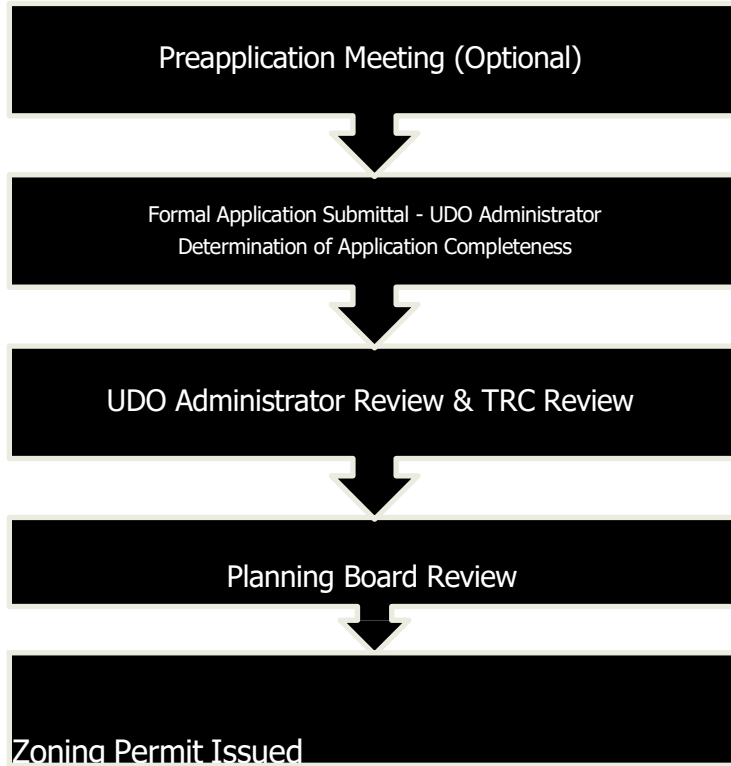 Preapplication Meeting (Optional)
Formal Application Submittal - UDO Administrator
Determination of Application Completeness
UDO Administrator Review & TRC Review
Planning Board Review
Zoning Permit Issued